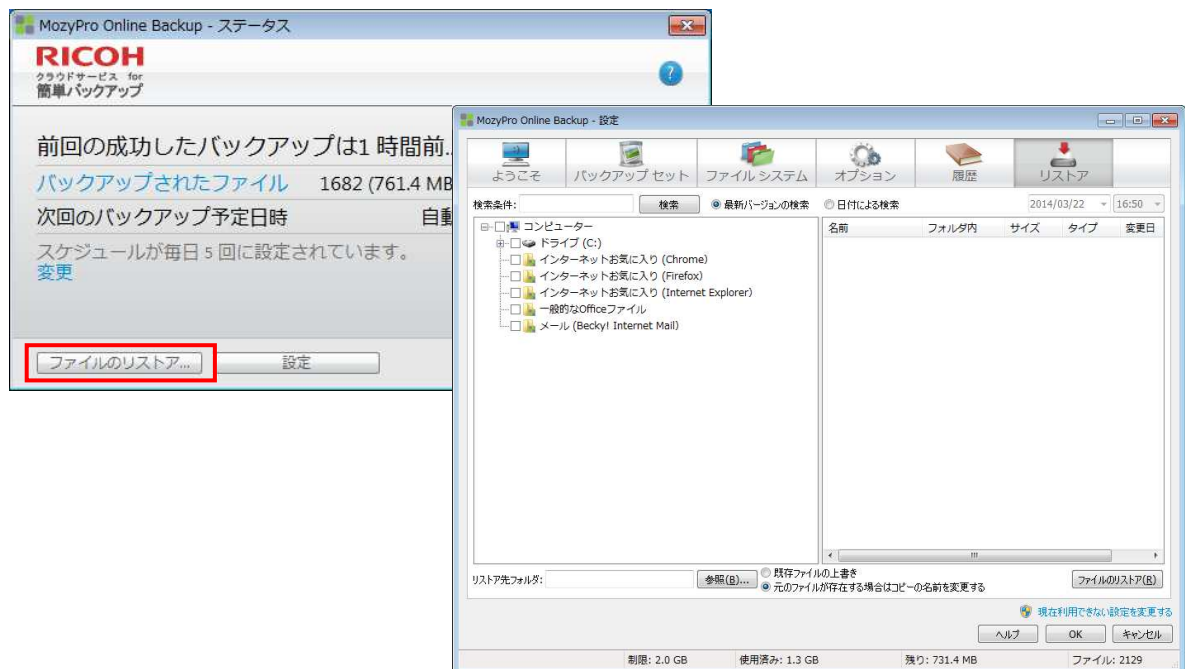 MozyPro Online Backup - ステータス
RICOH
クラウドサービス for
簡単バックアップ
前回の成功したバックアップは1 時間前..
バックアップされたファイル 1682 (761.4 MB
次回のバックアップ予定日時 自動
スケジュールが毎日 5 回に設定されています。
変更
ファイルのリストア... 設定
MozyPro Online Backup - 設定
ようこそ バックアップ セット ファイル システム オプション 履歴 リストア
検索条件: 検索 最新バージョンの検索 日付による検索 2014/03/22 16:50
コンピューター
ドライブ (C:)
インターネットお気に入り (Chrome)
インターネットお気に入り (Firefox)
インターネットお気に入り (Internet Explorer)
一般的なOfficeファイル
メール (Becky! Internet Mail)
名前 フォルダ内 サイズ タイプ 変更日
リストア先フォルダ: 参照(B)... 既存ファイルの上書き
元のファイルが存在する場合はコピーの名前を変更する ファイルのリストア(R)
現在利用できない設定を変更する
ヘルプ OK キャンセル
制限: 2.0 GB 使用済み: 1.3 GB 残り: 731.4 MB ファイル: 2129